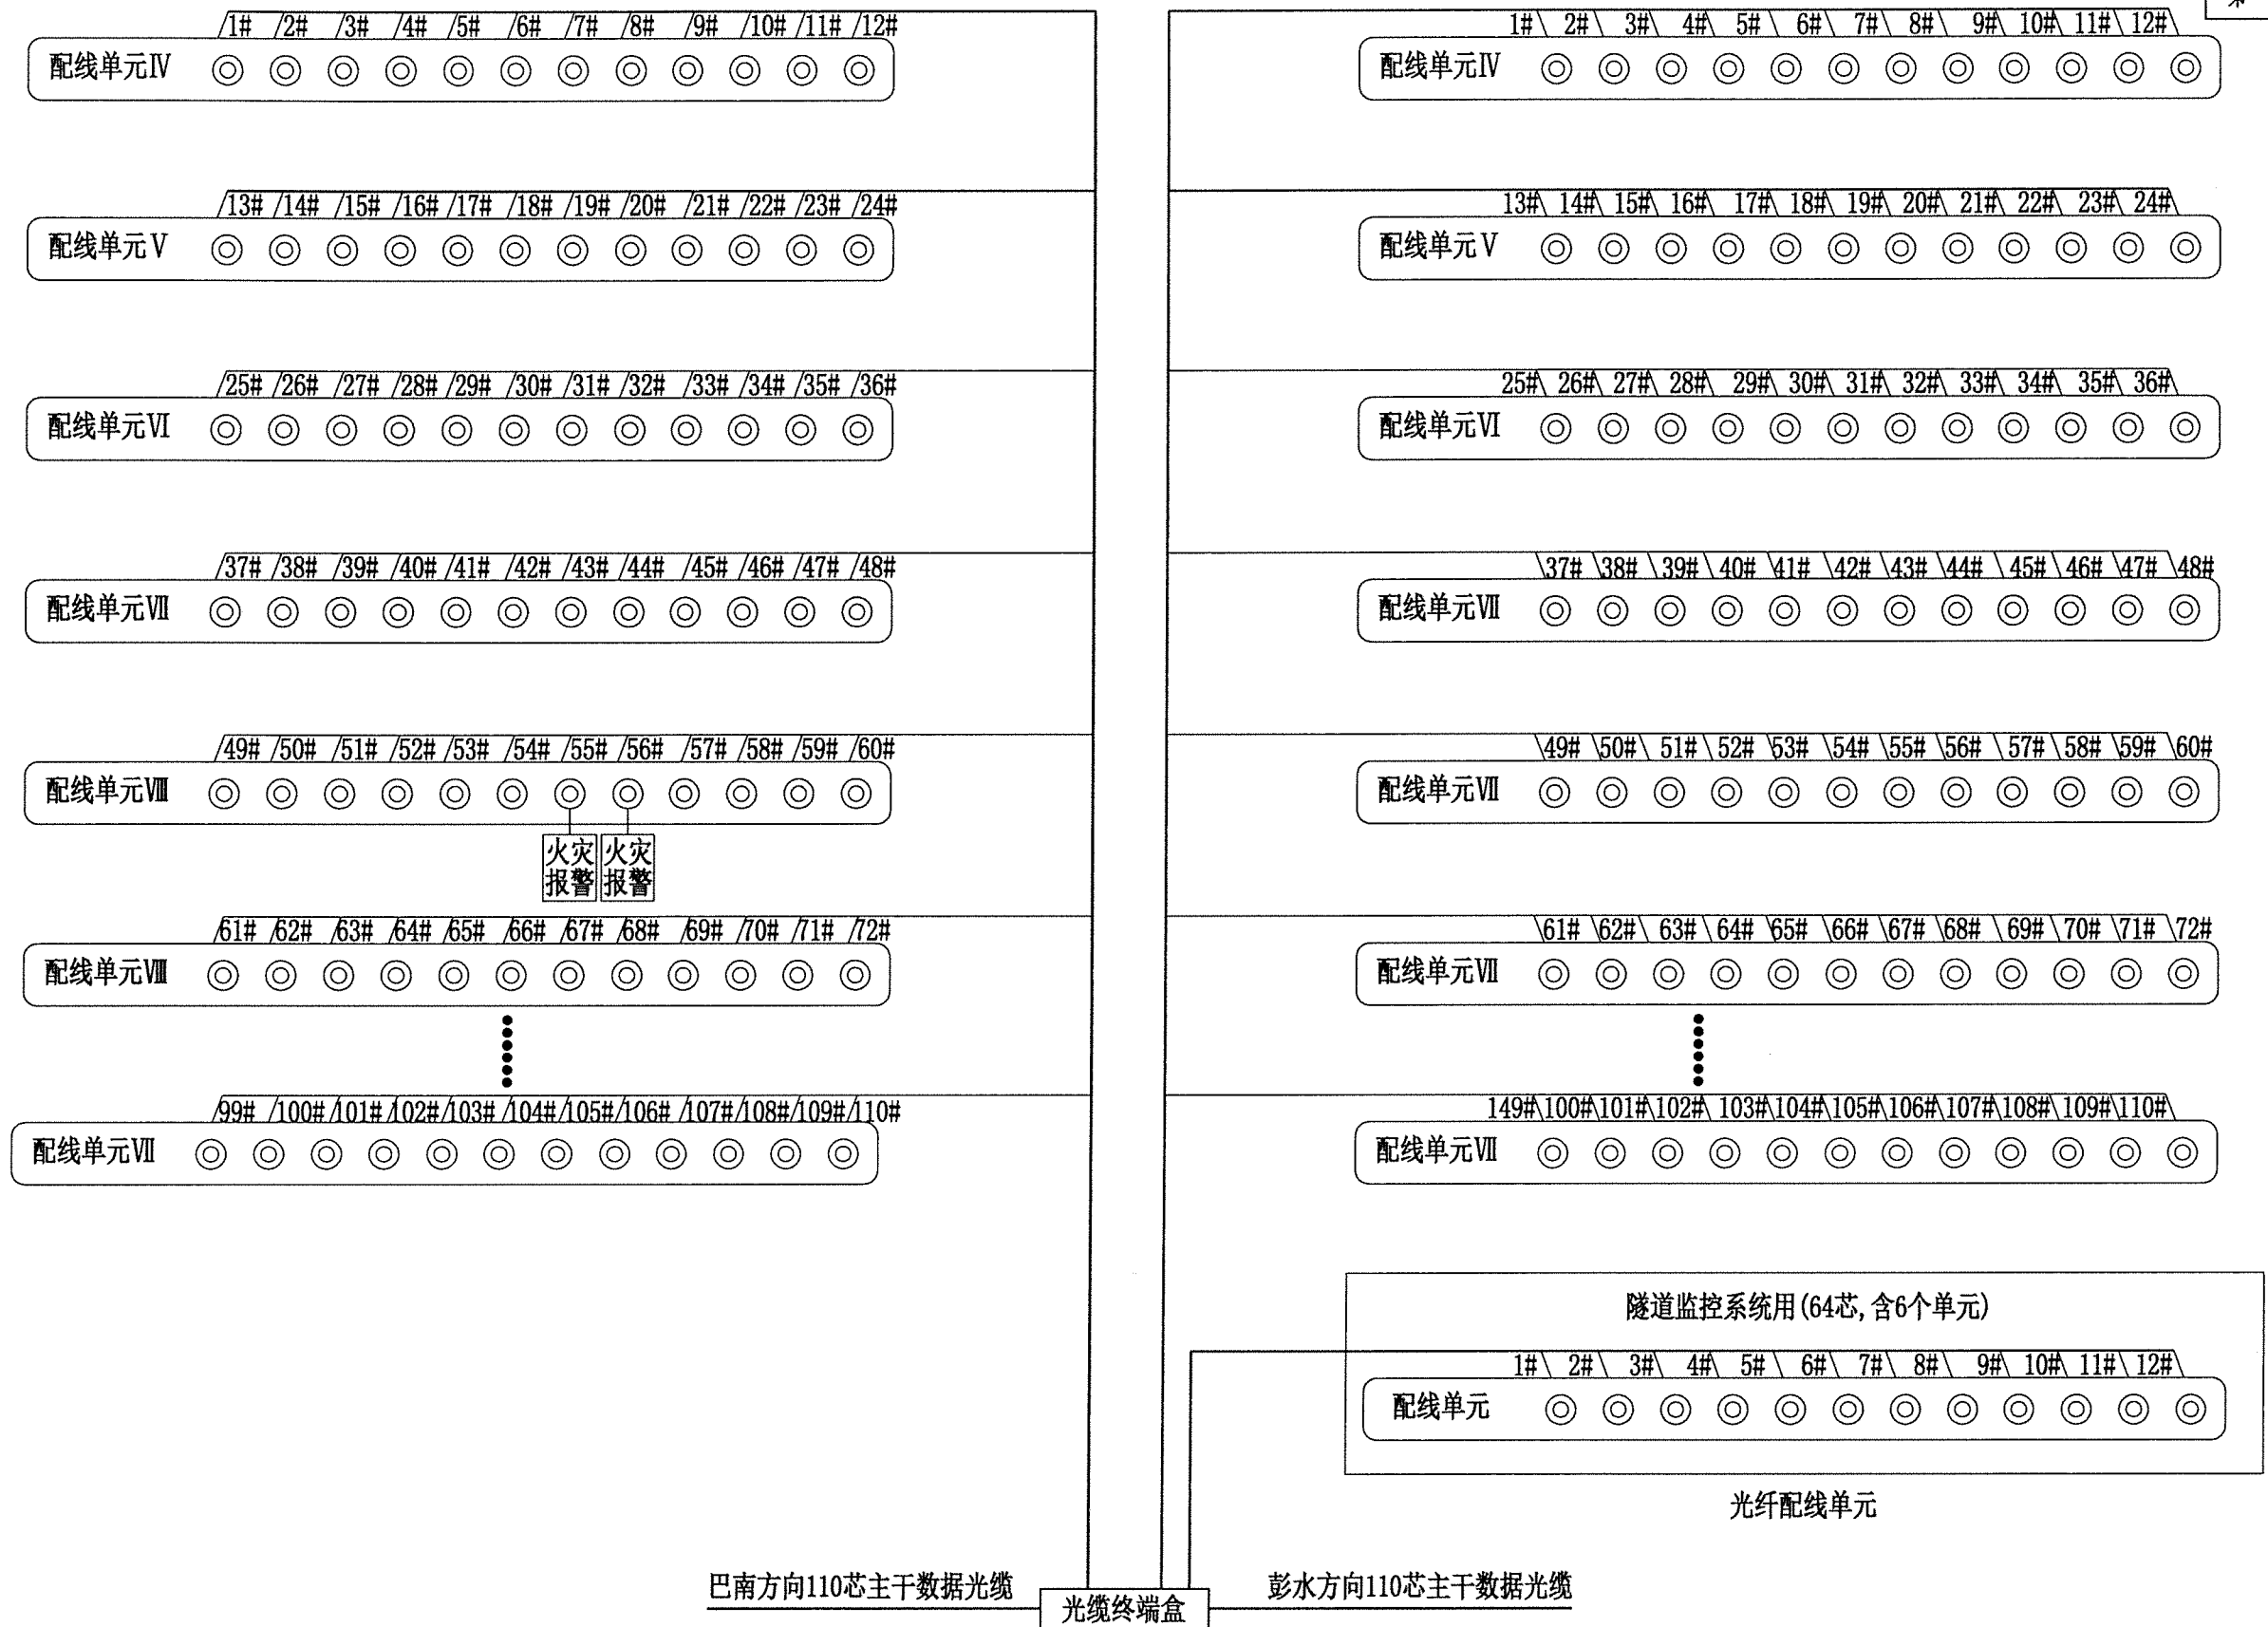 1# 2# 3# 4# 5# 6# 7# 8# 9# 10# 11# 12#
配线单元Ⅳ
13# 14# 15# 16# 17# 18# 19# 20# 21# 22# 23# 24#
配线单元Ⅴ
25# 26# 27# 28# 29# 30# 31# 32# 33# 34# 35# 36#
配线单元Ⅵ
37# 38# 39# 40# 41# 42# 43# 44# 45# 46# 47# 48#
配线单元Ⅶ
49# 50# 51# 52# 53# 54# 55# 56# 57# 58# 59# 60#
配线单元Ⅷ
火灾 火灾
报警 报警
61# 62# 63# 64# 65# 66# 67# 68# 69# 70# 71# 72#
配线单元Ⅷ
99# 100# 101# 102# 103# 104# 105# 106# 107# 108# 109# 110#
配线单元Ⅶ
1# 2# 3# 4# 5# 6# 7# 8# 9# 10# 11# 12#
配线单元Ⅳ
13# 14# 15# 16# 17# 18# 19# 20# 21# 22# 23# 24#
配线单元Ⅴ
25# 26# 27# 28# 29# 30# 31# 32# 33# 34# 35# 36#
配线单元Ⅵ
37# 38# 39# 40# 41# 42# 43# 44# 45# 46# 47# 48#
配线单元Ⅶ
49# 50# 51# 52# 53# 54# 55# 56# 57# 58# 59# 60#
配线单元Ⅶ
61# 62# 63# 64# 65# 66# 67# 68# 69# 70# 71# 72#
配线单元Ⅶ
149# 100# 101# 102# 103# 104# 105# 106# 107# 108# 109# 110#
配线单元Ⅶ
隧道监控系统用(64芯,含6个单元)
1# 2# 3# 4# 5# 6# 7# 8# 9# 10# 11# 12#
配线单元
光纤配线单元
巴南方向110芯主干数据光缆
光缆终端盒
彭水方向110芯主干数据光缆